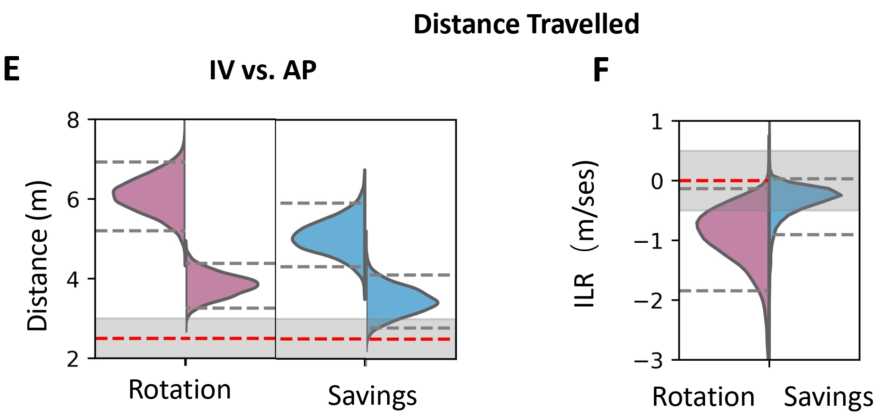 Distance Travelled
E
IV vs. AP
F
Distance (m)
8
6
4
2
Rotation
Savings
ILR (m/ses)
1
0
−1
−2
−3
Rotation
Savings